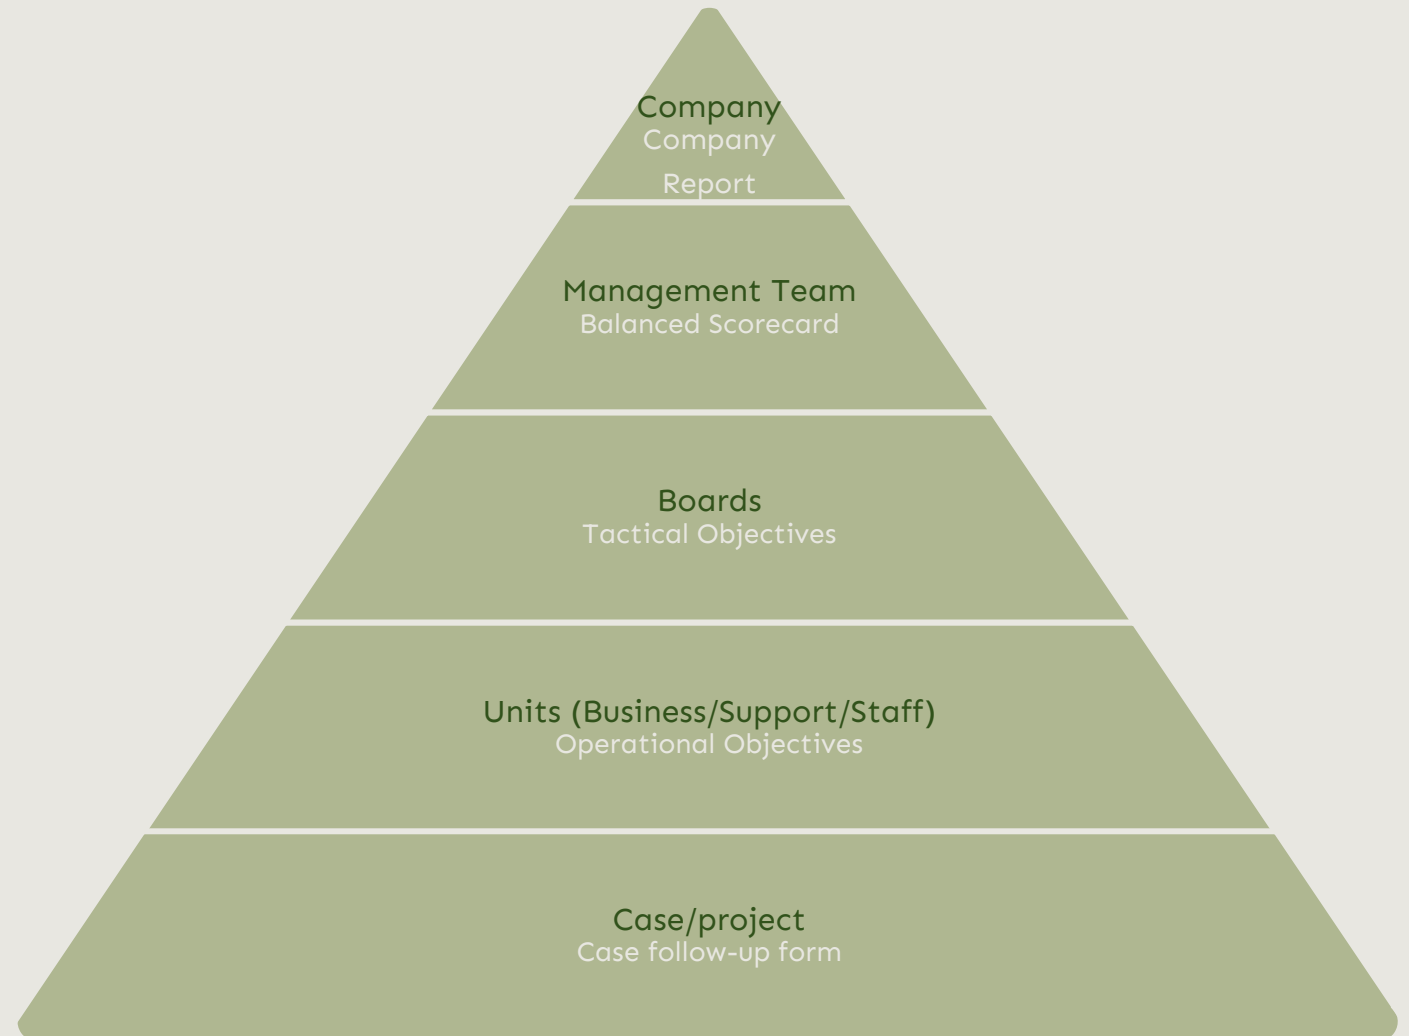 Company
Company
Report
Management Team
Balanced Scorecard
Boards
Tactical Objectives
Units (Business/Support/Staff)
Operational Objectives
Case/project
Case follow-up form